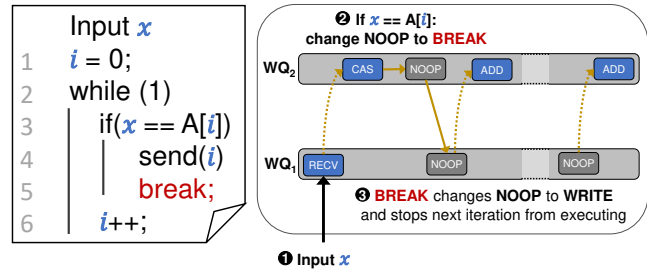 Input x
1 i = 0;
2 while (1)
3 if(x == A[i])
4 send(i)
5 break;
6 i++;
❷ If x == A[i]:
change NOOP to BREAK
WQ2 CAS NOOP ADD ADD
WQ1 RECV NOOP NOOP
❸ BREAK changes NOOP to WRITE
and stops next iteration from executing
❶ Input x